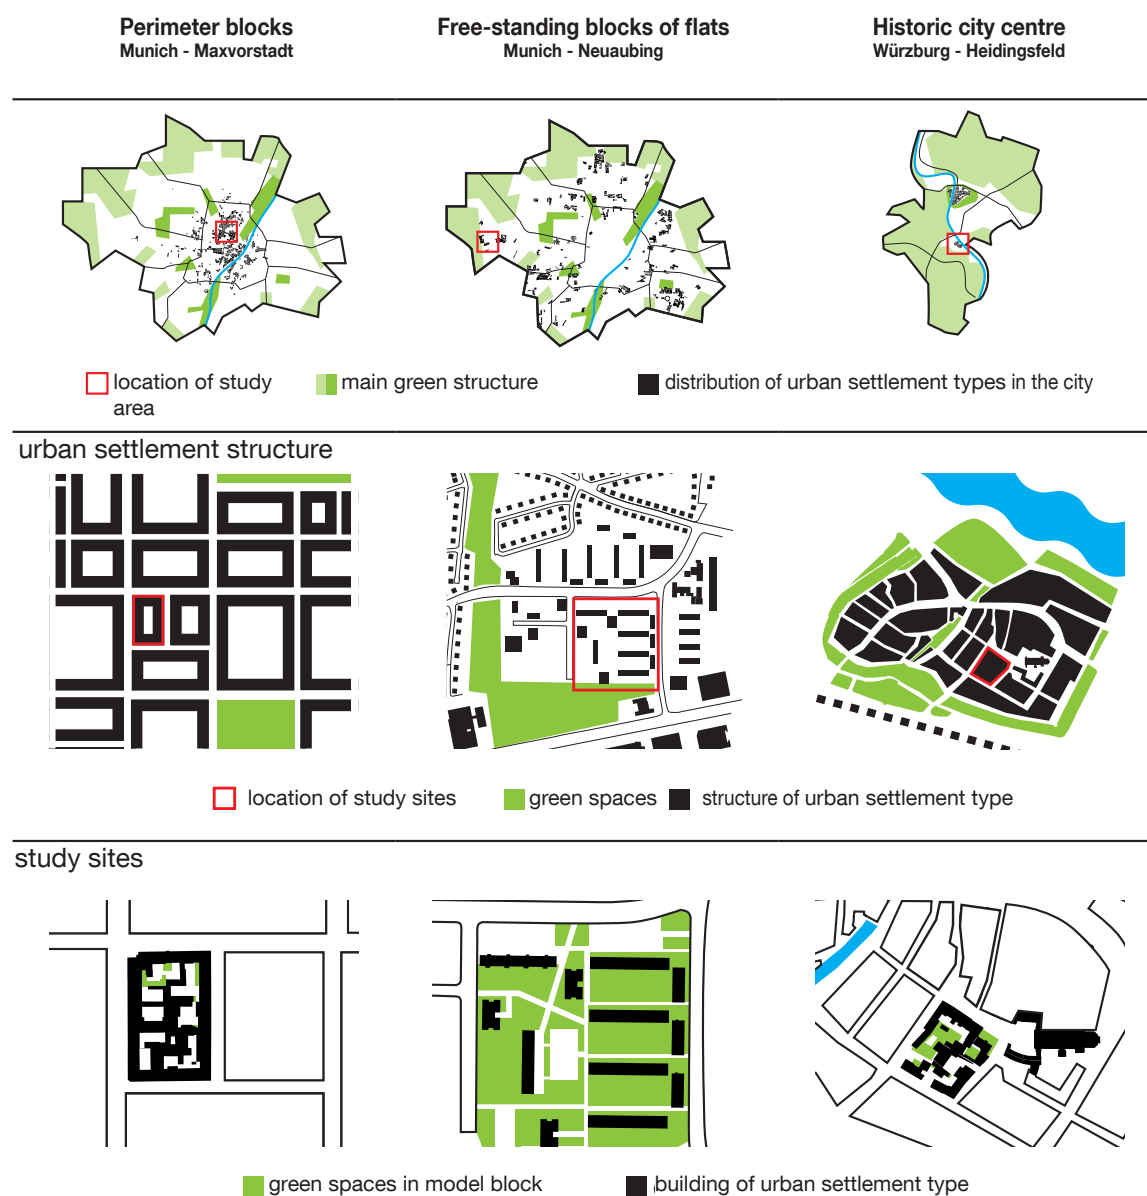 Perimeter blocks
Munich - Maxvorstadt
Free-standing blocks of flats
Munich - Neuaubing
Historic city centre
Würzburg - Heidingsfeld
location of study
area
main green structure
distribution of urban settlement types in the city
urban settlement structure
location of study sites
green spaces
structure of urban settlement type
study sites
green spaces in model block
building of urban settlement type